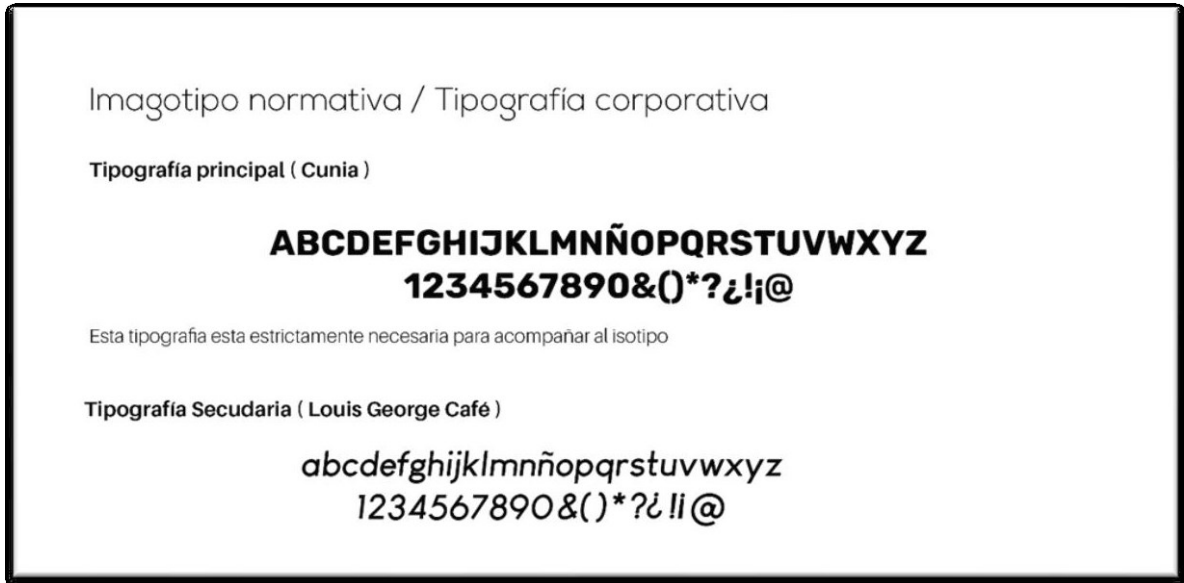 Imagotipo normativa / Tipografía corporativa
Tipografía principal ( Cunia )
ABCDEFGHIJKLMNÑOPQRSTUVWXYZ
1234567890&()*?¿!¡@
Esta tipografia esta estrictamente necesaria para acompañar al isotipo
Tipografía Secudaria ( Louis George Café )
abcdefghijklmnñopqrstuvwxyz
1234567890&()*?¿!¡@